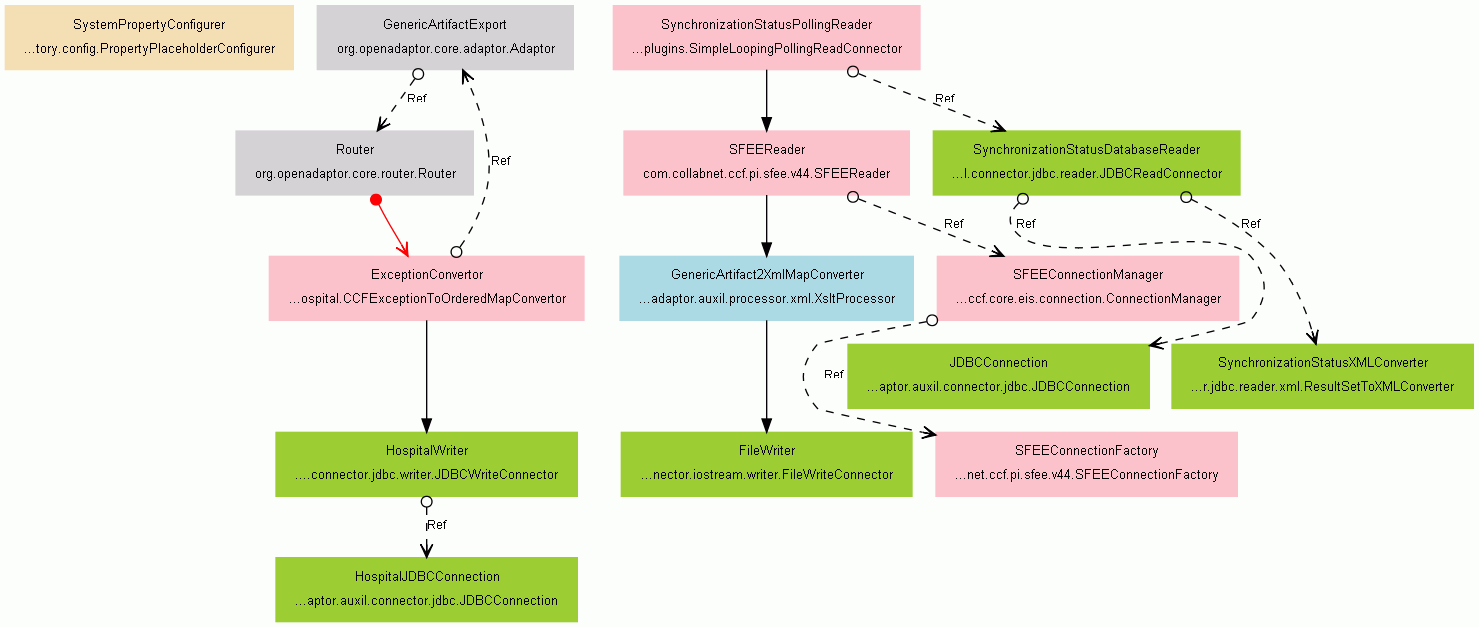 SystemPropertyConfigurer
...tory.config.PropertyPlaceholderConfigurer
GenericArtifactExport
org.openadaptor.core.adaptor.Adaptor
SynchronizationStatusPollingReader
...plugins.SimpleLoopingPollingReadConnector
Ref
Ref
Router
org.openadaptor.core.router.Router
Ref
SFEEReader
com.collabnet.ccf.pi.sfee.v44.SFEEReader
SynchronizationStatusDatabaseReader
...l.connector.jdbc.reader.JDBCReadConnector
Ref
Ref
Ref
ExceptionConvertor
...ospital.CCFExceptionToOrderedMapConvertor
GenericArtifact2XmlMapConverter
...adaptor.auxil.processor.xml.XsltProcessor
SFEEConnectionManager
...ccf.core.eis.connection.ConnectionManager
Ref
JDBCConnection
...aptor.auxil.connector.jdbc.JDBCConnection
SynchronizationStatusXMLConverter
...r.jdbc.reader.xml.ResultSetToXMLConverter
HospitalWriter
....connector.jdbc.writer.JDBCWriteConnector
FileWriter
...nector.iostream.writer.FileWriteConnector
SFEEConnectionFactory
...net.ccf.pi.sfee.v44.SFEEConnectionFactory
Ref
HospitalJDBCConnection
...aptor.auxil.connector.jdbc.JDBCConnection